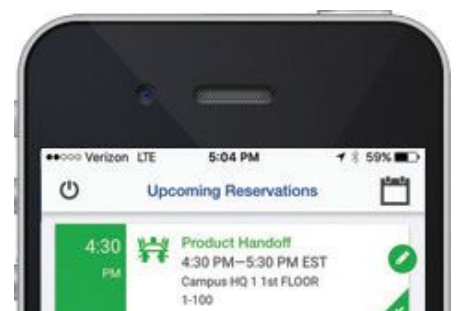 Verizon LTE 5:04 PM 59%
Upcoming Reservations
4:30 PM
Product Handoff
4:30 PM—5:30 PM EST
Campus HQ 1 1st FLOOR
1-100